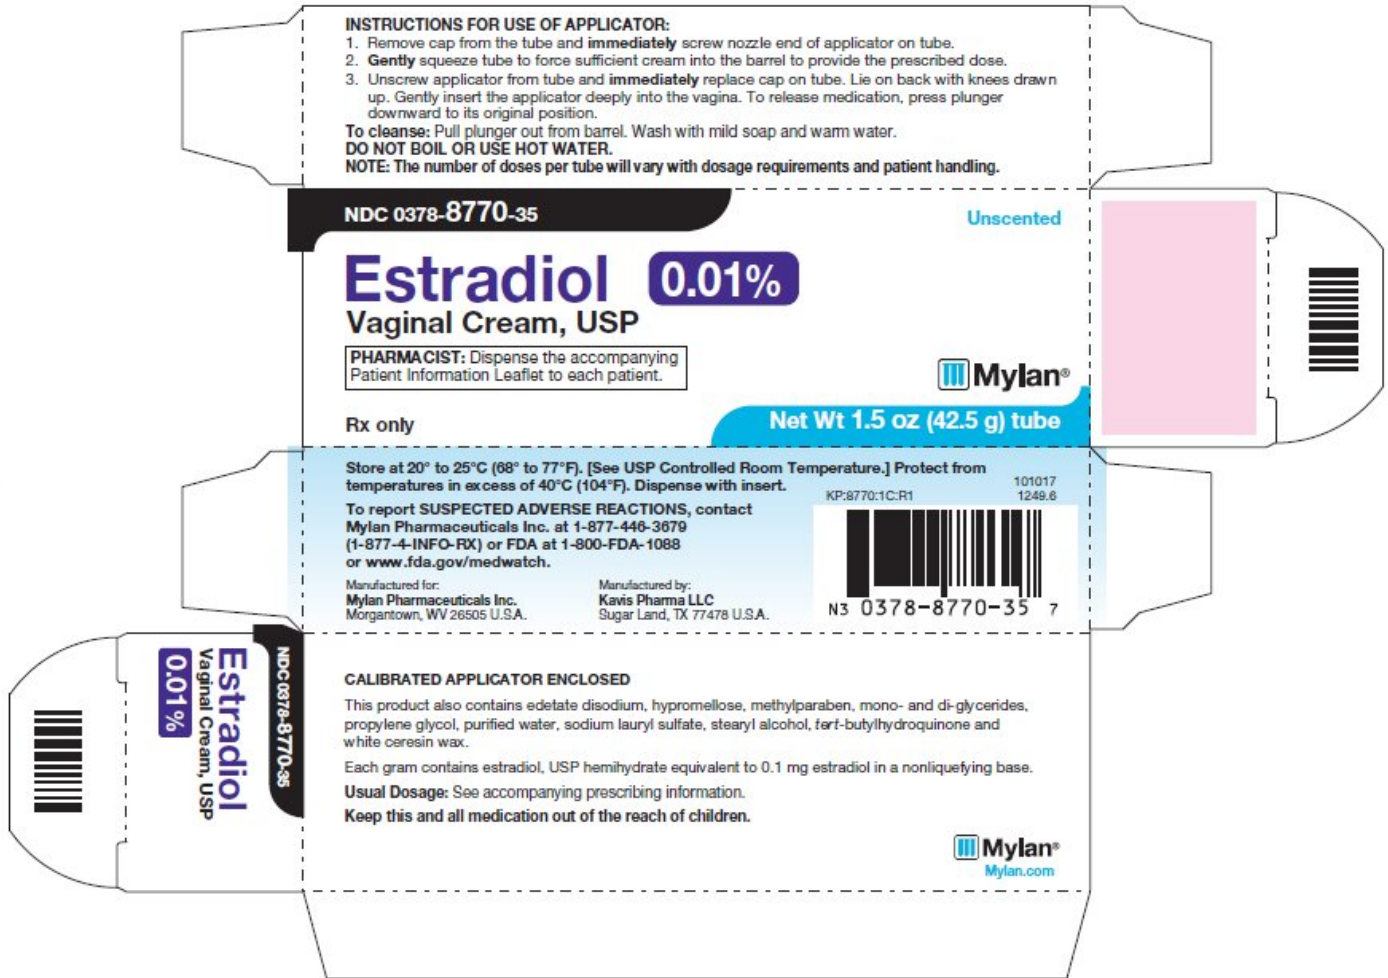 INSTRUCTIONS FOR USE OF APPLICATOR:
1. Remove cap from the tube and immediately screw nozzle end of applicator on tube.
2. Gently squeeze tube to force sufficient cream into the barrel to provide the prescribed dose.
3. Unscrew applicator from tube and immediately replace cap on tube. Lie on back with knees drawn
up. Gently insert the applicator deeply into the vagina. To release medication, press plunger
downward to its original position.
To cleanse: Pull plunger out from barrel. Wash with mild soap and warm water.
DO NOT BOIL OR USE HOT WATER.
NOTE: The number of doses per tube will vary with dosage requirements and patient handling.
NDC 0378-8770-35
Unscented
Estradiol 0.01%
Vaginal Cream, USP
PHARMACIST: Dispense the accompanying
Patient Information Leaflet to each patient.
Mylan®
Rx only
Net Wt 1.5 oz (42.5 g) tube
Store at 20° to 25°C (68° to 77°F). [See USP Controlled Room Temperature.] Protect from
temperatures in excess of 40°C (104°F). Dispense with insert.
To report SUSPECTED ADVERSE REACTIONS, contact
Mylan Pharmaceuticals Inc. at 1-877-446-3679
(1-877-4-INFO-RX) or FDA at 1-800-FDA-1088
or www.fda.gov/medwatch.
Manufactured for:
Mylan Pharmaceuticals Inc.
Morgantown, WV 26505 U.S.A.
Manufactured by:
Kavis Pharma LLC
Sugar Land, TX 77478 U.S.A.
101017
KP:8770:1C:R1 1249.6
N3 0378-8770-35 7
NDC 0378-8770-35
Estradiol
Vaginal Cream, USP
0.01%
CALIBRATED APPLICATOR ENCLOSED
This product also contains edetate disodium, hypromellose, methylparaben, mono- and di-glycerides,
propylene glycol, purified water, sodium lauryl sulfate, stearyl alcohol, tert-butylhydroquinone and
white ceresin wax.
Each gram contains estradiol, USP hemihydrate equivalent to 0.1 mg estradiol in a nonliquefying base.
Usual Dosage: See accompanying prescribing information.
Keep this and all medication out of the reach of children.
Mylan®
Mylan.com